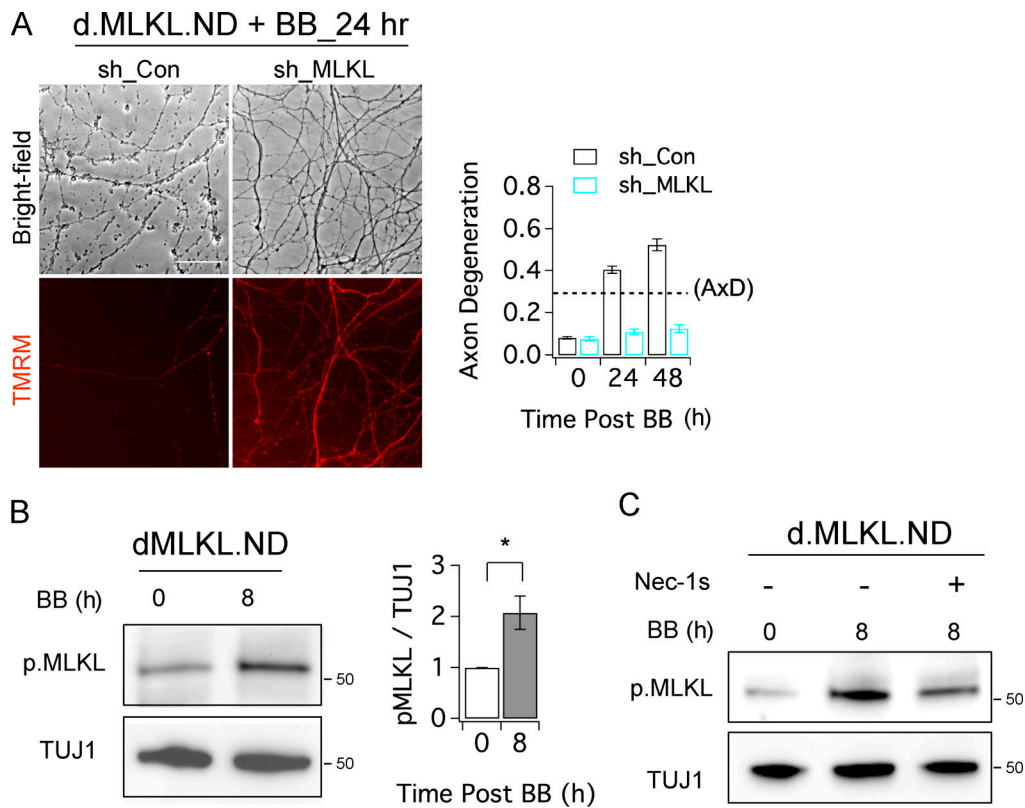 A
d.MLKL.ND + BB_24 hr
sh_Con sh_MLKL
Bright-field
TMRM
sh_Con
sh_MLKL
Axon Degeneration
0.8
0.6
0.4
0.2
0.0
(AxD)
0 24 48
Time Post BB (h)
B
dMLKL.ND
BB (h) 0 8
p.MLKL
- 50
TUJ1
- 50
*
pMLKL / TUJ1
3
2
1
0
0 8
Time Post BB (h)
C
d.MLKL.ND
Nec-1s - - +
BB (h) 0 8 8
p.MLKL
50
TUJ1
50